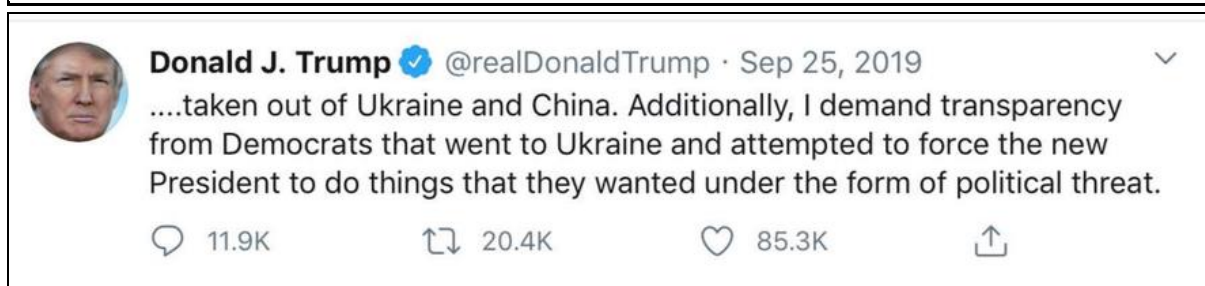 Donald J. Trump @realDonaldTrump · Sep 25, 2019
....taken out of Ukraine and China. Additionally, I demand transparency
from Democrats that went to Ukraine and attempted to force the new
President to do things that they wanted under the form of political threat.
11.9K 20.4K 85.3K